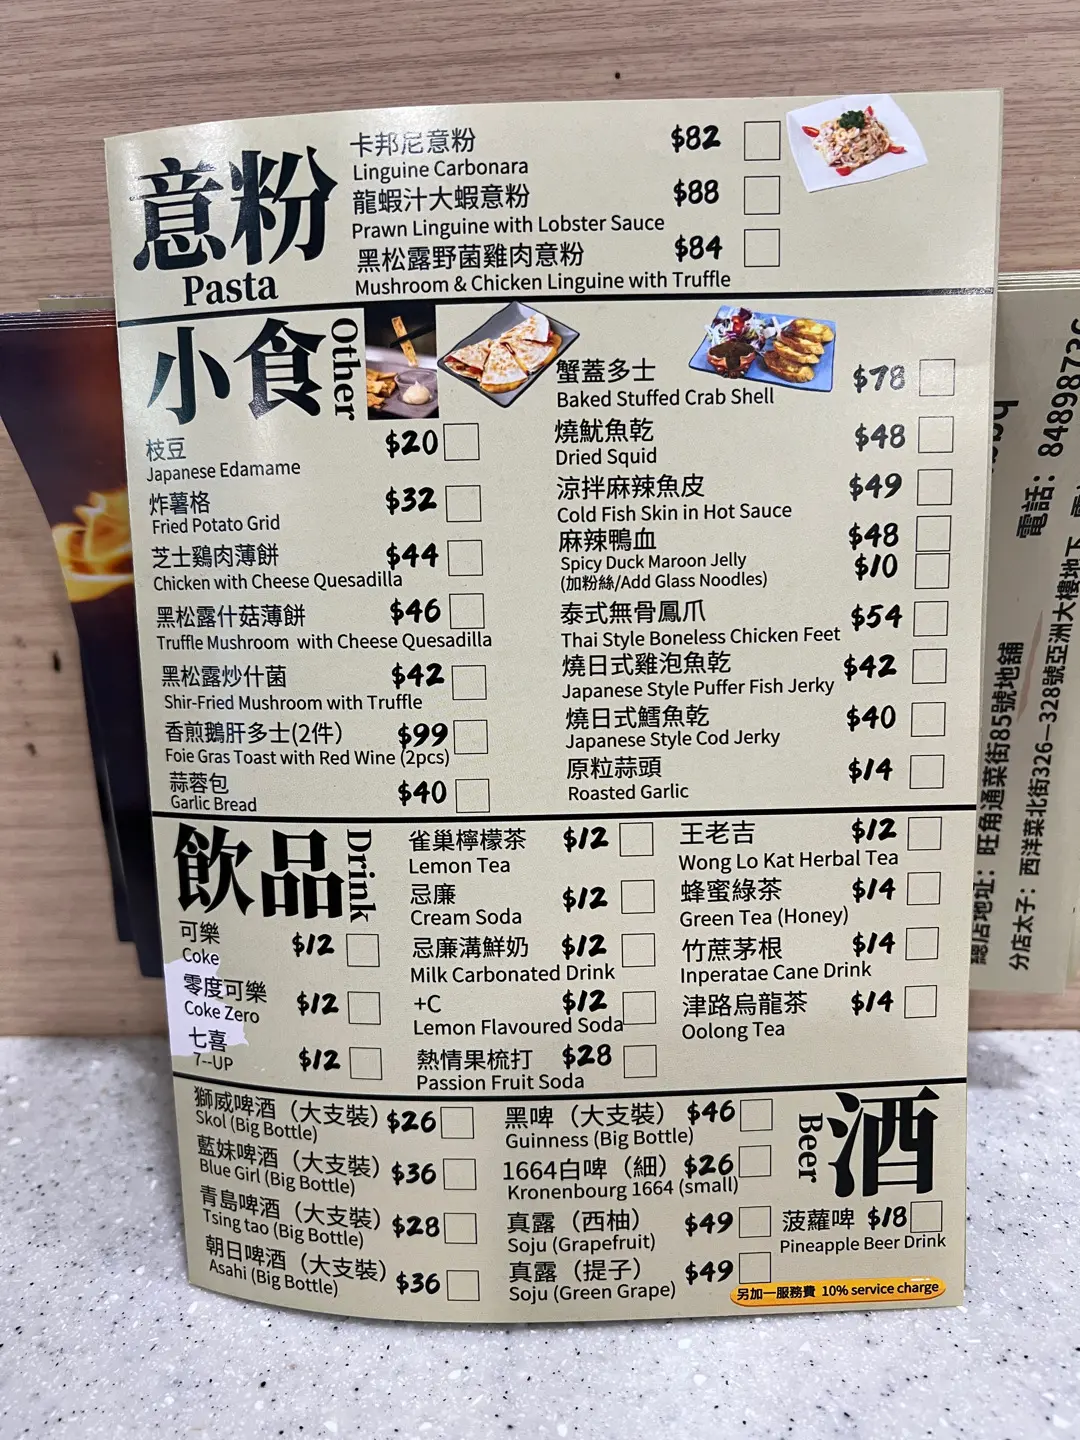 意粉
Pasta
卡邦尼意粉 $82
Linguine Carbonara
龍蝦汁大蝦意粉 $88
Prawn Linguine with Lobster Sauce
黑松露野菌雞肉意粉 $84
Mushroom & Chicken Linguine with Truffle
小食
Other
枝豆 $20
Japanese Edamame
炸薯格 $32
Fried Potato Grid
芝士鷄肉薄餅 $44
Chicken with Cheese Quesadilla
黑松露什菇薄餅 $46
Truffle Mushroom with Cheese Quesadilla
黑松露炒什菌 $42
Shir-Fried Mushroom with Truffle
香煎鵝肝多士(2件) $99
Foie Gras Toast with Red Wine (2pcs)
蒜蓉包 $40
Garlic Bread
蟹蓋多士 $78
Baked Stuffed Crab Shell
燒魷魚乾 $48
Dried Squid
涼拌麻辣魚皮 $49
Cold Fish Skin in Hot Sauce
麻辣鴨血 $48
Spicy Duck Maroon Jelly
(加粉絲/Add Glass Noodles) $10
泰式無骨鳳爪 $54
Thai Style Boneless Chicken Feet
燒日式雞泡魚乾 $42
Japanese Style Puffer Fish Jerky
燒日式鱈魚乾 $40
Japanese Style Cod Jerky
原粒蒜頭 $14
Roasted Garlic
飲品
Drink
可樂 $12
Coke
零度可樂 $12
Coke Zero
七喜 $12
7--UP
雀巢檸檬茶 $12
Lemon Tea
忌廉 $12
Cream Soda
忌廉溝鮮奶 $12
Milk Carbonated Drink
+C $12
Lemon Flavoured Soda
熱情果梳打 $28
Passion Fruit Soda
王老吉 $12
Wong Lo Kat Herbal Tea
蜂蜜綠茶 $14
Green Tea (Honey)
竹蔗茅根 $14
Inperatae Cane Drink
津路烏龍茶 $14
Oolong Tea
獅威啤酒（大支裝） $26
Skol (Big Bottle)
藍妹啤酒（大支裝） $36
Blue Girl (Big Bottle)
青島啤酒（大支裝） $28
Tsing tao (Big Bottle)
朝日啤酒（大支裝） $36
Asahi (Big Bottle)
黑啤（大支裝） $46
Guinness (Big Bottle)
1664白啤（細） $26
Kronenbourg 1664 (small)
真露（西柚） $49
Soju (Grapefruit)
真露（提子） $49
Soju (Green Grape)
酒
Beer
菠蘿啤 $18
Pineapple Beer Drink
另加一服務費 10% service charge
電話：8489873
總店地址：旺角通菜街85號地舖
分店太子：西洋菜北街326—328號亞洲大樓地下